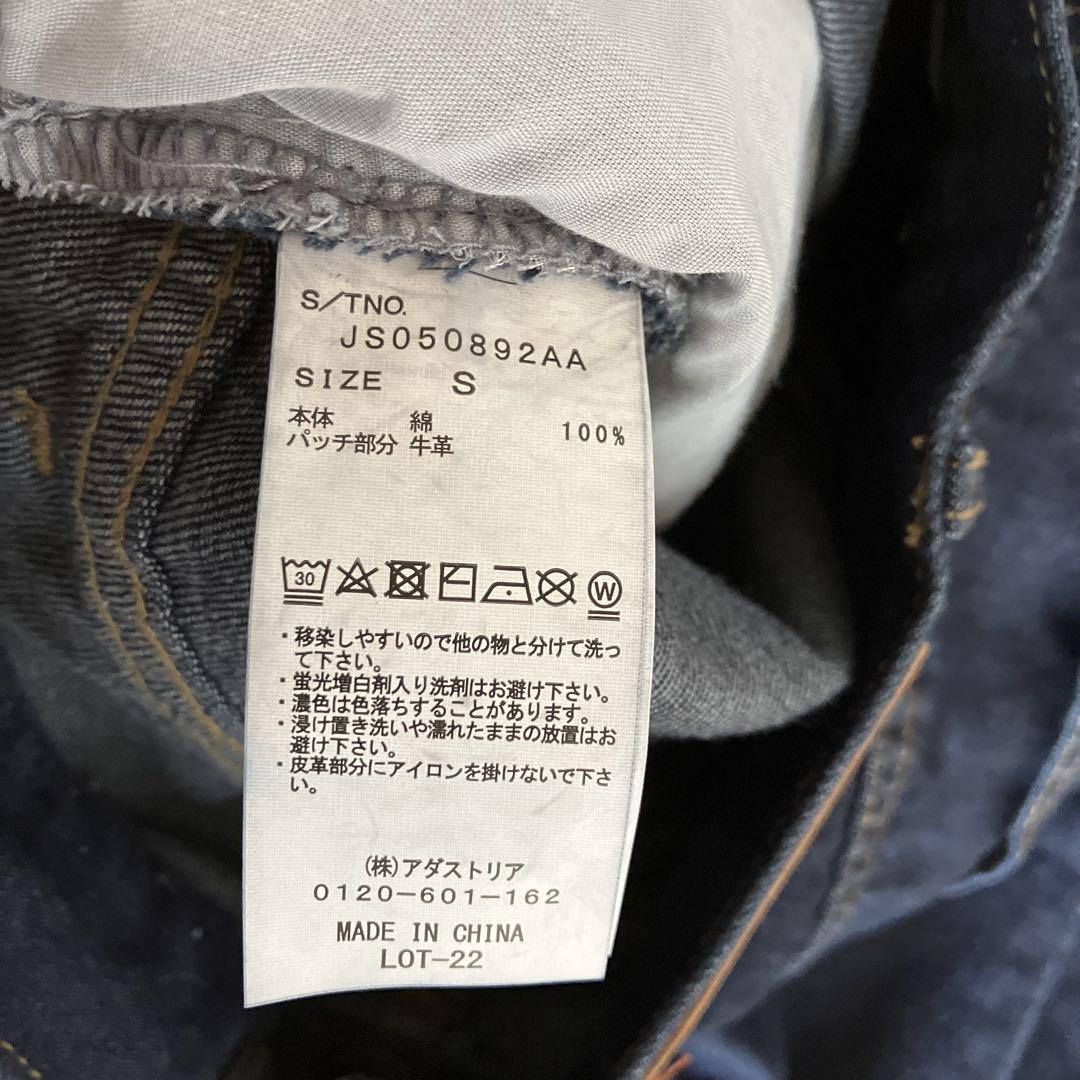 S/TNO.
JS050892AA
SIZE S
本体 綿 100%
パッチ部分 牛革
30 W
・移染しやすいので他の物と分けて洗っ
て下さい。
・蛍光増白剤入り洗剤はお避け下さい。
・濃色は色落ちすることがあります。
・浸け置き洗いや濡れたままの放置はお
避け下さい。
・皮革部分にアイロンを掛けないで下さ
い。
(株)アダストリア
0120-601-162
MADE IN CHINA
LOT-22